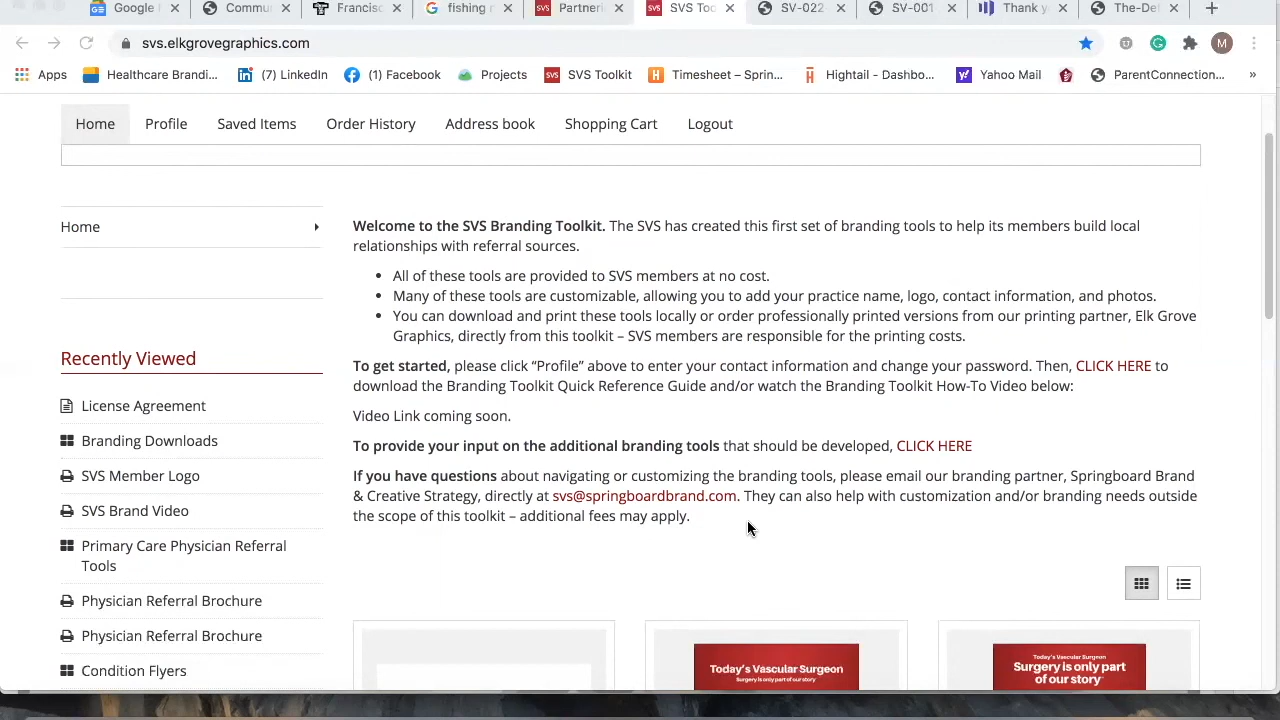 Google
Commu
Francisc
fishing r
Partneri
SVS Too
SV-022-
SV-001
Thank y
The-Def
svs.elkgrovegraphics.com
M
Apps
Healthcare Brandi...
(7) LinkedIn
(1) Facebook
Projects
SVS Toolkit
Timesheet – Sprin...
Hightail - Dashbo...
Yahoo Mail
ParentConnection...
»
Home
Profile
Saved Items
Order History
Address book
Shopping Cart
Logout
Home
Recently Viewed
License Agreement
Branding Downloads
SVS Member Logo
SVS Brand Video
Primary Care Physician Referral
Tools
Physician Referral Brochure
Physician Referral Brochure
Condition Flyers
Welcome to the SVS Branding Toolkit. The SVS has created this first set of branding tools to help its members build local
relationships with referral sources.
• All of these tools are provided to SVS members at no cost.
• Many of these tools are customizable, allowing you to add your practice name, logo, contact information, and photos.
• You can download and print these tools locally or order professionally printed versions from our printing partner, Elk Grove
Graphics, directly from this toolkit – SVS members are responsible for the printing costs.
To get started, please click “Profile” above to enter your contact information and change your password. Then, CLICK HERE to
download the Branding Toolkit Quick Reference Guide and/or watch the Branding Toolkit How-To Video below:
Video Link coming soon.
To provide your input on the additional branding tools that should be developed, CLICK HERE
If you have questions about navigating or customizing the branding tools, please email our branding partner, Springboard Brand
& Creative Strategy, directly at svs@springboardbrand.com. They can also help with customization and/or branding needs outside
the scope of this toolkit – additional fees may apply.
Today's Vascular Surgeon
Surgery is only part of our story
Today's Vascular Surgeon
Surgery is only part
of our story